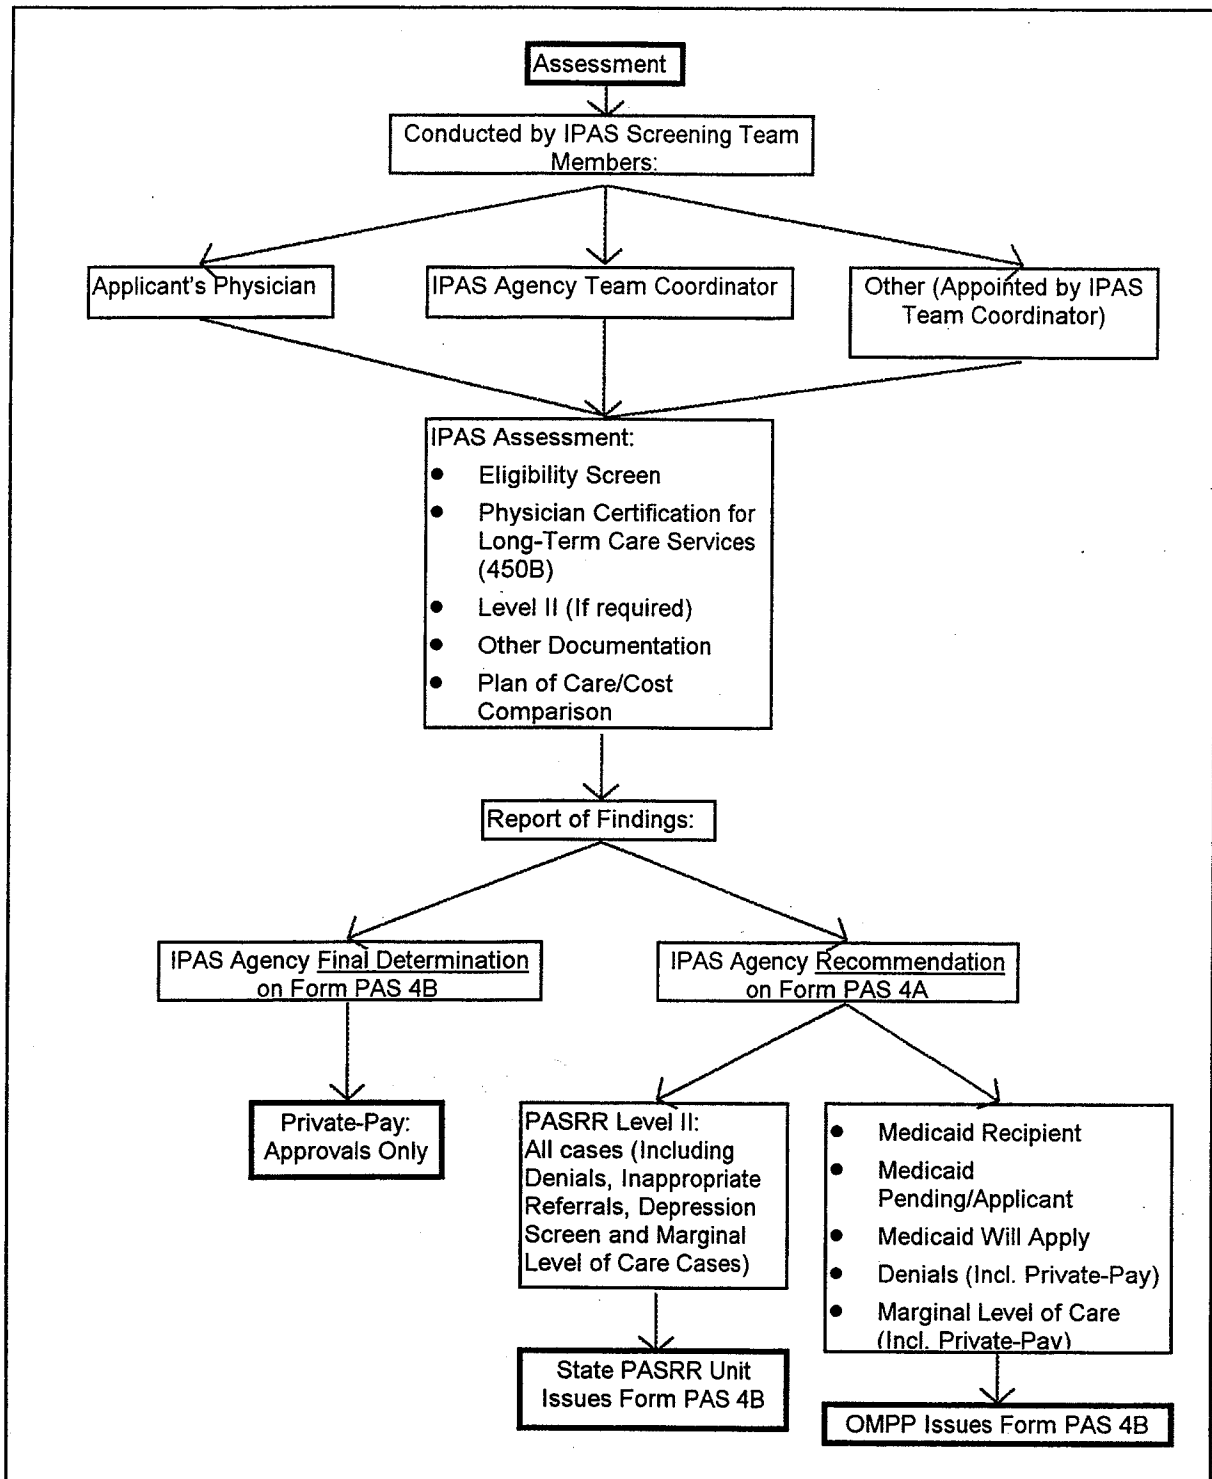 Assessment
Conducted by IPAS Screening Team
Members:
Applicant's Physician
IPAS Agency Team Coordinator
Other (Appointed by IPAS
Team Coordinator)
IPAS Assessment:
● Eligibility Screen
● Physician Certification for
Long-Term Care Services
(450B)
● Level II (If required)
● Other Documentation
● Plan of Care/Cost
Comparison
Report of Findings:
IPAS Agency Final Determination
on Form PAS 4B
IPAS Agency Recommendation
on Form PAS 4A
Private-Pay:
Approvals Only
PASRR Level II:
All cases (Including
Denials, Inappropriate
Referrals, Depression
Screen and Marginal
Level of Care Cases)
● Medicaid Recipient
● Medicaid
Pending/Applicant
● Medicaid Will Apply
● Denials (Incl. Private-Pay)
● Marginal Level of Care
(Incl. Private-Pay)
State PASRR Unit
Issues Form PAS 4B
OMPP Issues Form PAS 4B